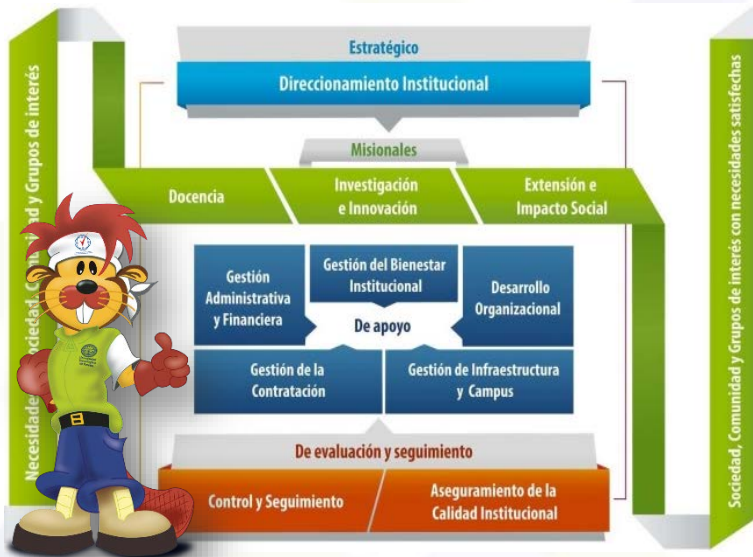 Necesidades
Sociedad, Comunidad y Grupos de interés
Estratégico
Direccionamiento Institucional
Misionales
Docencia
Investigación
e Innovación
Extensión e
Impacto Social
Gestión
Administrativa
y Financiera
Gestión del Bienestar
Institucional
Desarrollo
Organizacional
De apoyo
Gestión de la
Contratación
Gestión de Infraestructura
y Campus
De evaluación y seguimiento
Control y Seguimiento
Aseguramiento de la
Calidad Institucional
Sociedad, Comunidad y Grupos de interés con necesidades satisfechas